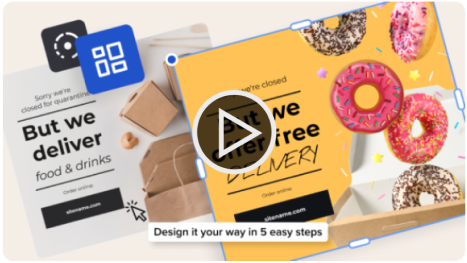 Sorry we're
closed for quarantine
But we
deliver
food & drinks
Order online:
sitename.com
we're closed
But we
offer free
DELIVERY
Order online:
sitename.com
Design it your way in 5 easy steps